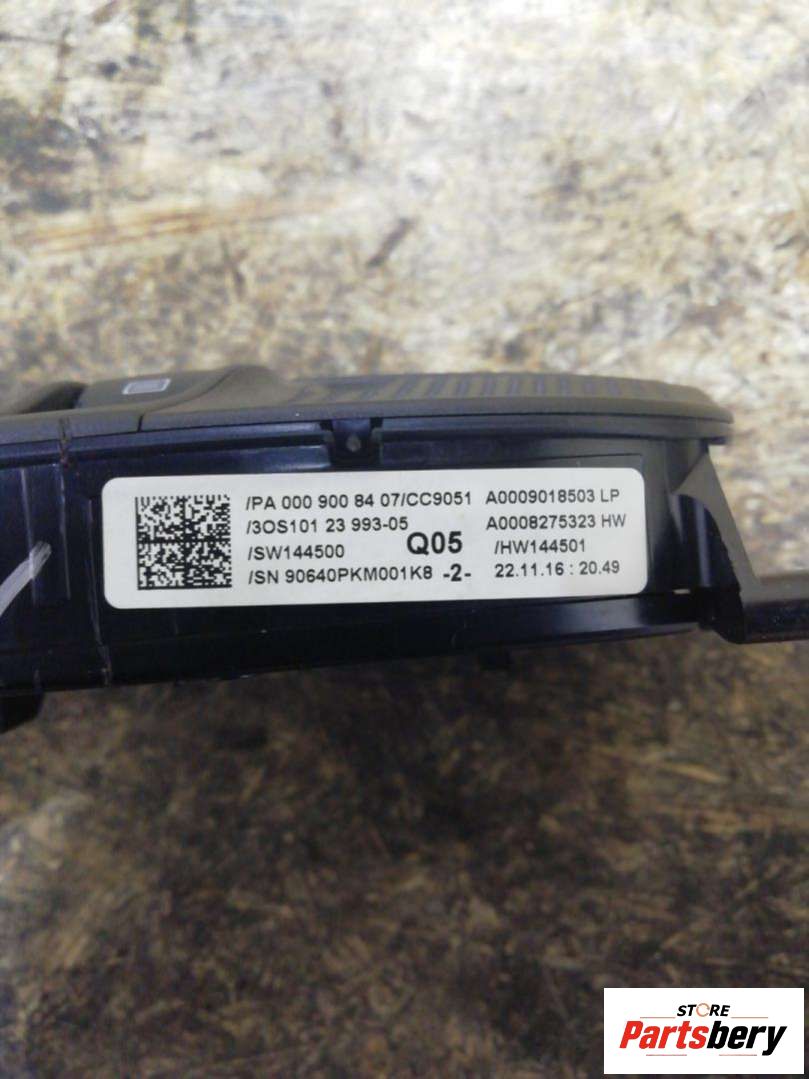 /PA 000 900 84 07/CC9051 A0009018503 LP
/3OS101 23 993-05 A0008275323 HW
/SW144500 Q05 /HW144501
/SN 90640PKM001K8 -2- 22.11.16 : 20.49
STORE
Partsbery